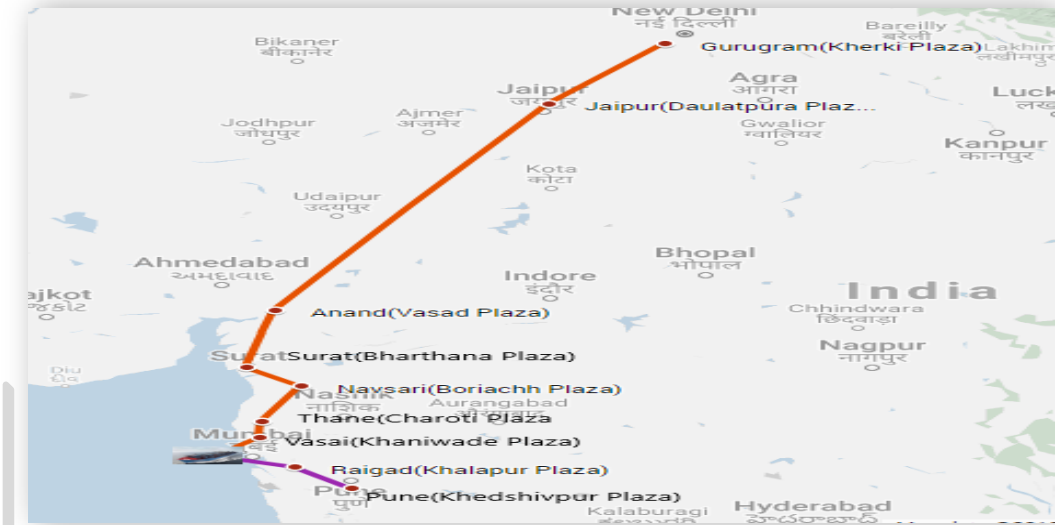 New Delhi
नई दिल्ली
Gurugram(Kherki Plaza)
Bareilly
बरेली
Bikaner
बीकानेर
Agra
आगरा
Jaipur
जयपुर
Jaipur(Daulatpura Plaz...
Ajmer
अजमेर
Jodhpur
जोधपुर
Gwalior
ग्वालियर
Kanpur
कानपुर
Kota
कोटा
Udaipur
उदयपुर
Ahmedabad
અમદાવાદ
Bhopal
भोपाल
Indore
इंदौर
India
Anand(Vasad Plaza)
Chhindwara
छिंदवाड़ा
Nagpur
नागपुर
Surat
Surat(Bharthana Plaza)
Diu
Navsari(Boriachh Plaza)
Nashik
नाशिक
Aurangabad
Thane(Charoti Plaza
Mumbai
Vasai(Khaniwade Plaza)
Raigad(Khalapur Plaza)
Pune
पुणे
Pune(Khedshivpur Plaza)
Kalaburagi
Hyderabad